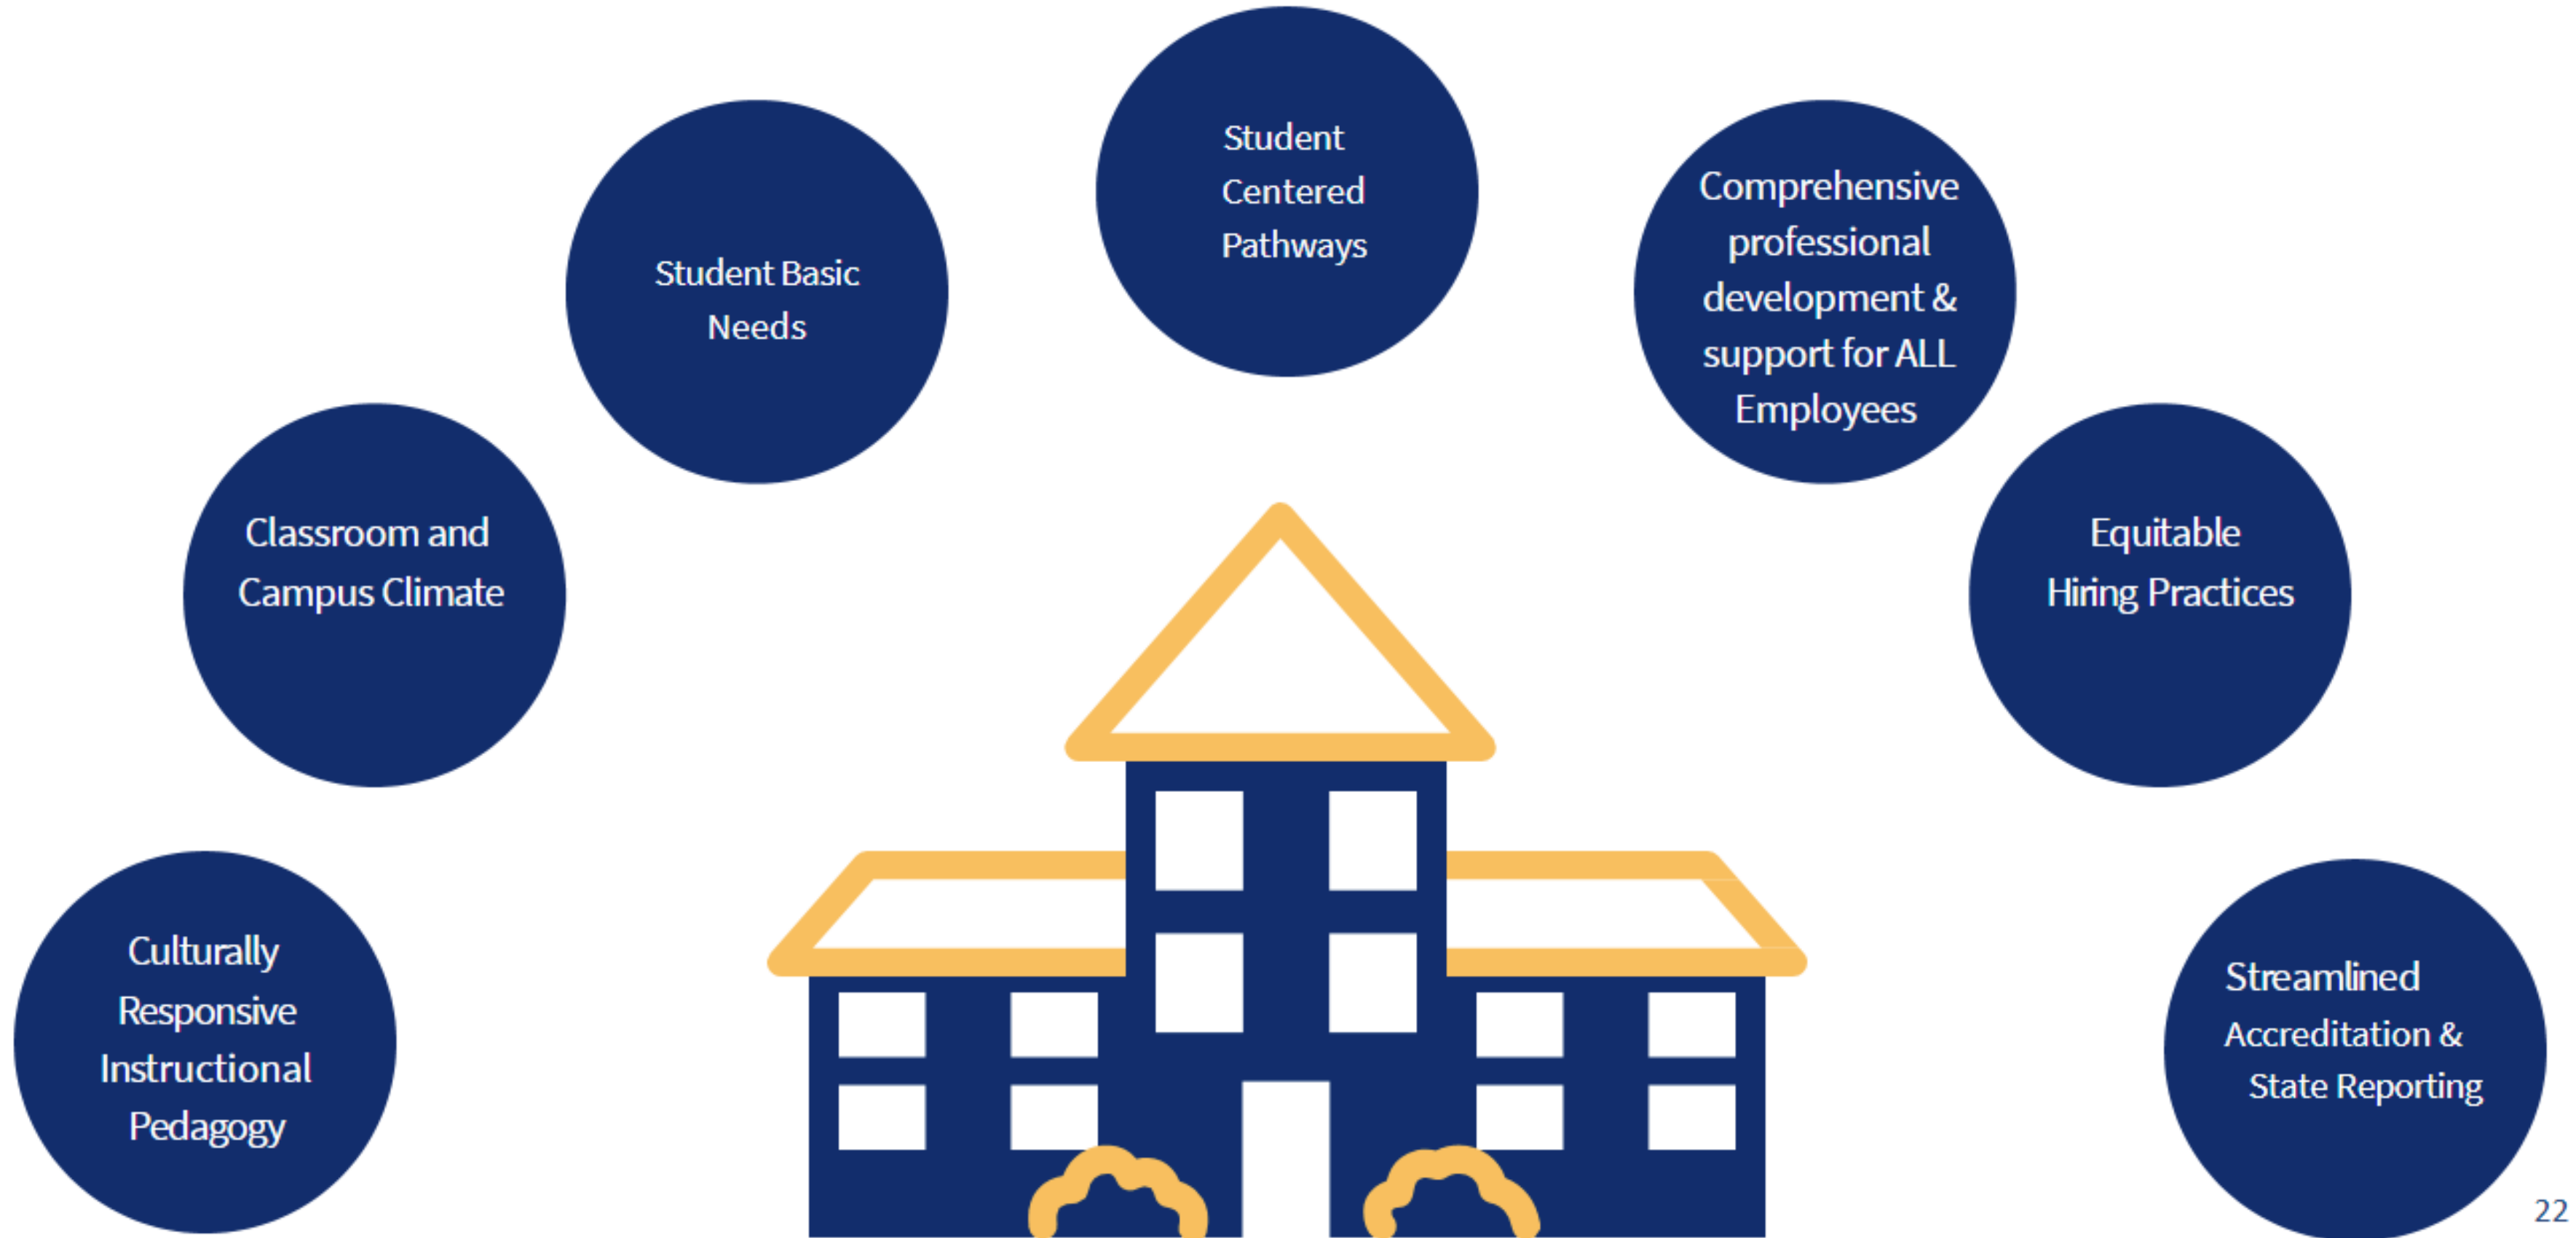 Culturally
Responsive
Instructional
Pedagogy
Classroom and
Campus Climate
Student Basic
Needs
Student
Centered
Pathways
Comprehensive
professional
development &
support for ALL
Employees
Equitable
Hiring Practices
Streamlined
Accreditation &
State Reporting
22